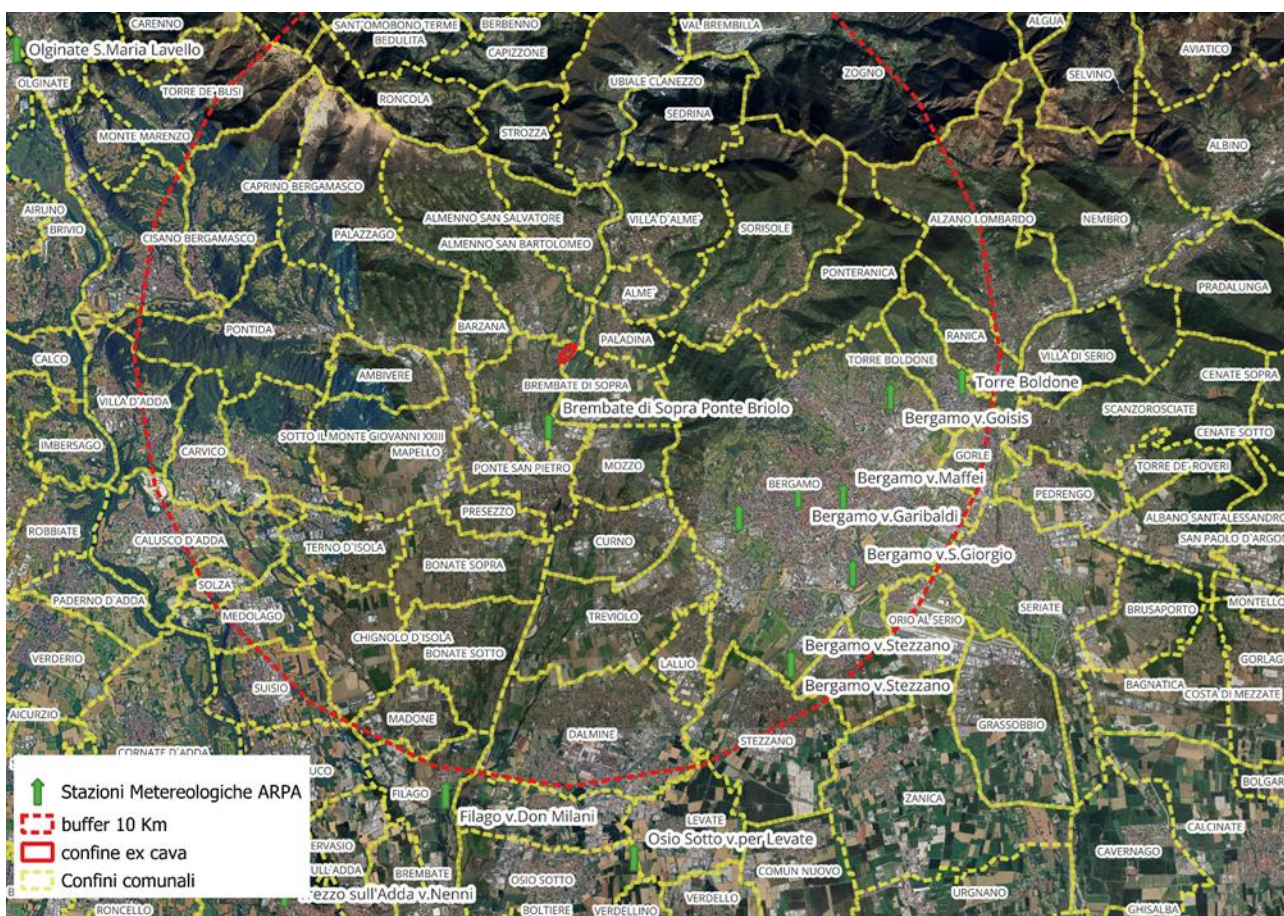 CARENNO
SANT'OMOBONO TERME
BERBENNO
VAL BREMBILLA
ALGUA
BEDULITA
CAPIZZONE
AVIATICO
Olginate S.Maria Lavello
OLGINATE
TORRE DE' BUSI
RONCOLA
UBIALE CLANEZZO
ZOGNO
SELVINO
SEDRINA
MONTE MARENZO
STROZZA
ALBINO
CAPRINO BERGAMASCO
AIRUNO
BRIVIO
ALMENNO SAN SALVATORE
VILLA D'ALME'
ALZANO LOMBARDO
NEMBRO
CISANO BERGAMASCO
PALAZZAGO
SORISOLE
ALMENNO SAN BARTOLOMEO
PONTERANICA
ALME'
PRADALUNGA
PONTIDA
BARZANA
PALADINA
RANICA
CALCO
VILLA DI SERIO
TORRE BOLDONE
AMBIVERE
CENATE SOPRA
BREMBATE DI SOPRA
Torre Boldone
VILLA D'ADDA
Brembate di Sopra Ponte Briolo
SCANZOROSCIATE
Bergamo v.Goisis
CENATE SOTTO
SOTTO IL MONTE GIOVANNI XXIII
IMBERSAGO
CARVICO
MAPELLO
GORLE
PONTE SAN PIETRO
MOZZO
TORRE DE' ROVERI
Bergamo v.Maffei
BERGAMO
PEDRENGO
PRESEZZO
Bergamo v.Garibaldi
ALBANO SANT'ALESSANDRO
ROBBIATE
CALUSCO D'ADDA
CURNO
SAN PAOLO D'ARGON
TERNO D'ISOLA
Bergamo v.S.Giorgio
BONATE SOPRA
SOLZA
PADERNO D'ADDA
MONTELLO
BRUSAPORTO
SERIATE
MEDOLAGO
TREVIOLO
ORIO AL SERIO
CHIGNOLO D'ISOLA
Bergamo v.Stezzano
VERDERIO
BONATE SOTTO
GORLAG
LALLIO
SUISIO
Bergamo v.Stezzano
BAGNATICA
COSTA DI MEZZATE
AICURZIO
MADONE
GRASSOBBIO
DALMINE
STEZZANO
CORNATE D'ADDA
BOLGAR
FILAGO
ZANICA
Filago v.Don Milani
LEVATE
CALCINATE
Osio Sotto v.per Levate
CAVERNAGO
BREMBATE
COMUN NUOVO
OSIO SOTTO
URGNANO
VERDELLO
BOLTIERE
VERDELLINO
GHISALBA
RONCELLO
rezzo sull'Adda v.Nenni
Stazioni Metereologiche ARPA
buffer 10 Km
confine ex cava
Confini comunali